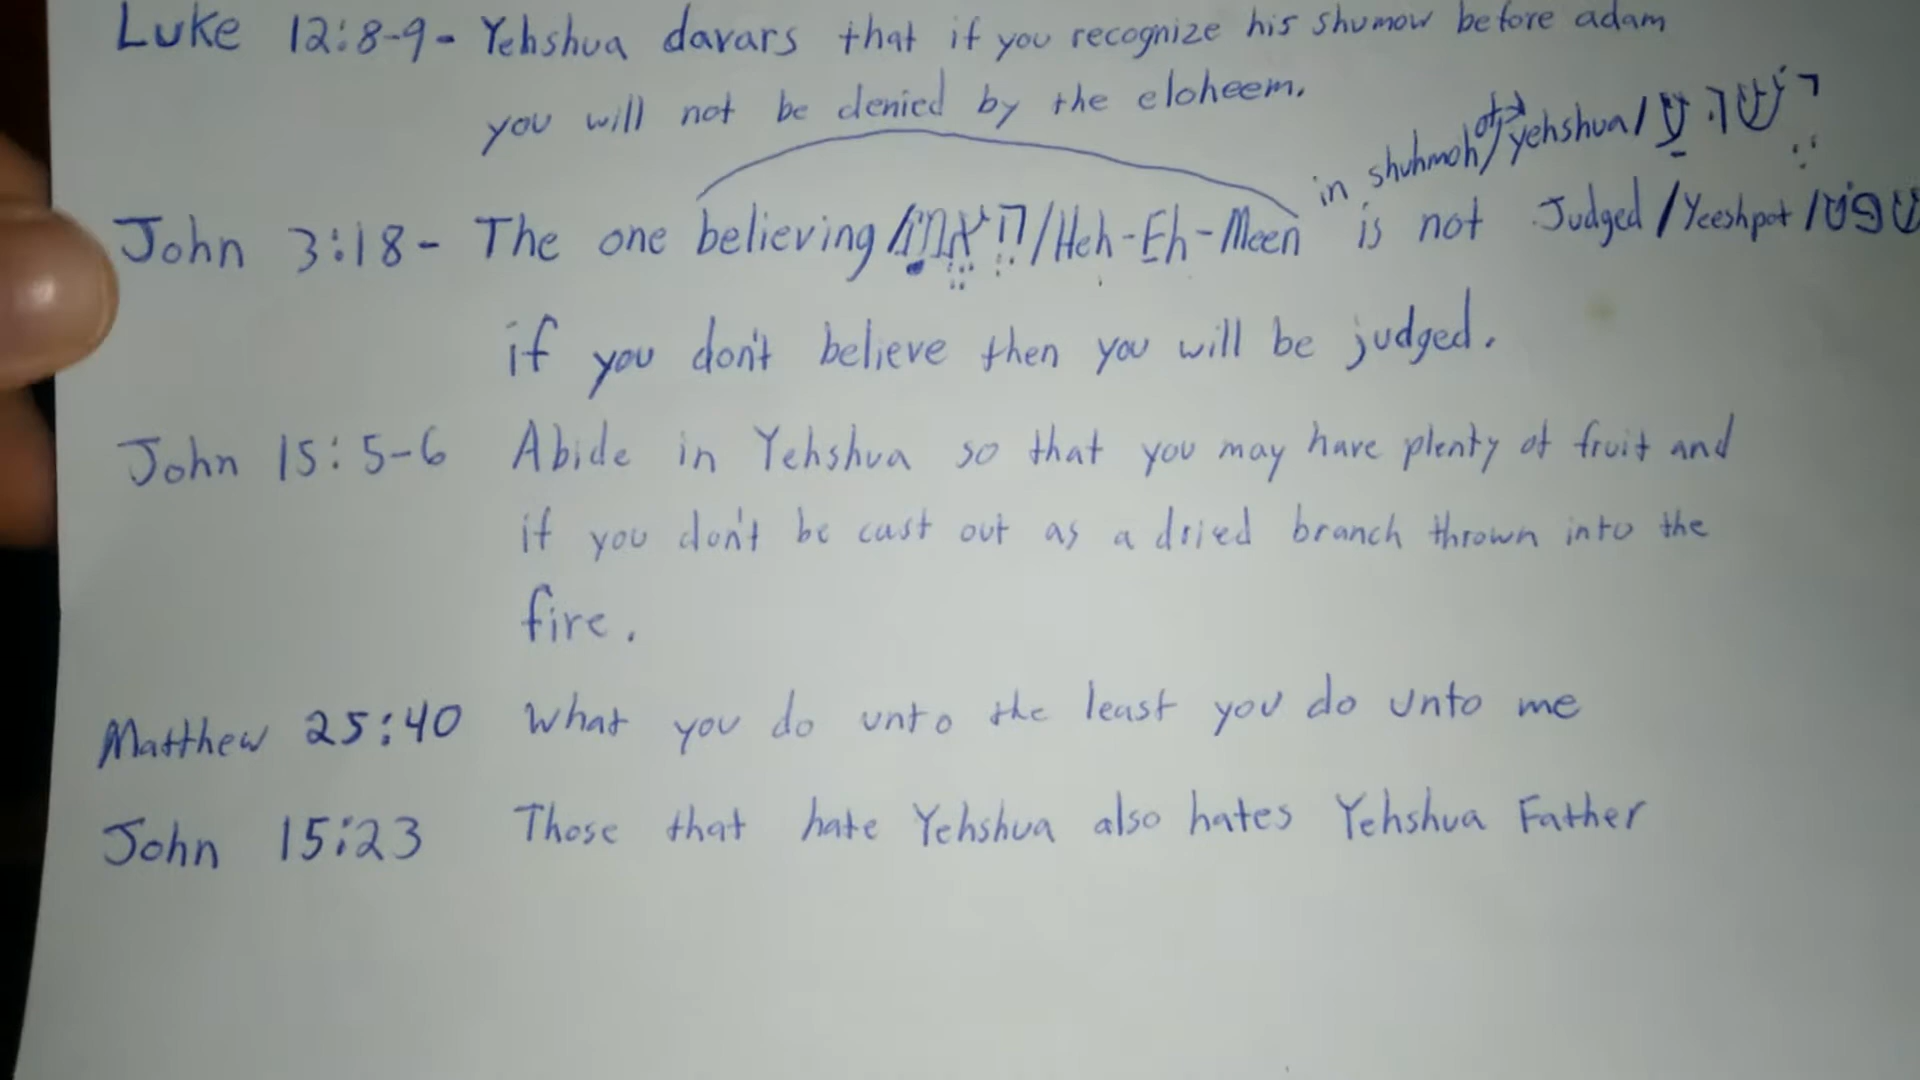 Luke 12:8-9- Yehshua davars that if you recognize his shumow before adam
you will not be denied by the eloheem.
in shuhmoh of yehshua/
John 3:18- The one believing /Heh-Eh-Meen is not Judged/Yeeshpot/
if you don't believe then you will be judged.
John 15:5-6 Abide in Yehshua so that you may have plenty of fruit and
if you don't be cast out as a dried branch thrown into the
fire.
Matthew 25:40 What you do unto the least you do unto me
John 15:23 Those that hate Yehshua also hates Yehshua Father